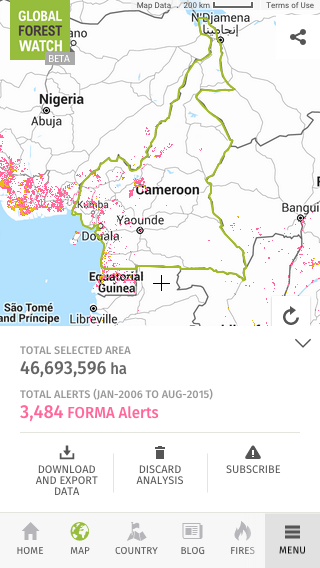 Map Data
200 km
Terms of Use
GLOBAL
FOREST
WATCH
BETA
N'Djamena
إنجامينا
ano
Nigeria
Abuja
Cameroon
Kumba
Yaounde
Douala
Bangui
Equatorial
Guinea
São Tomé
and Príncipe
Libreville
TOTAL SELECTED AREA
46,693,596 ha
TOTAL ALERTS (JAN-2006 TO AUG-2015)
3,484 FORMA Alerts
DOWNLOAD
AND EXPORT
DATA
DISCARD
ANALYSIS
SUBSCRIBE
HOME
MAP
COUNTRY
BLOG
FIRES
MENU